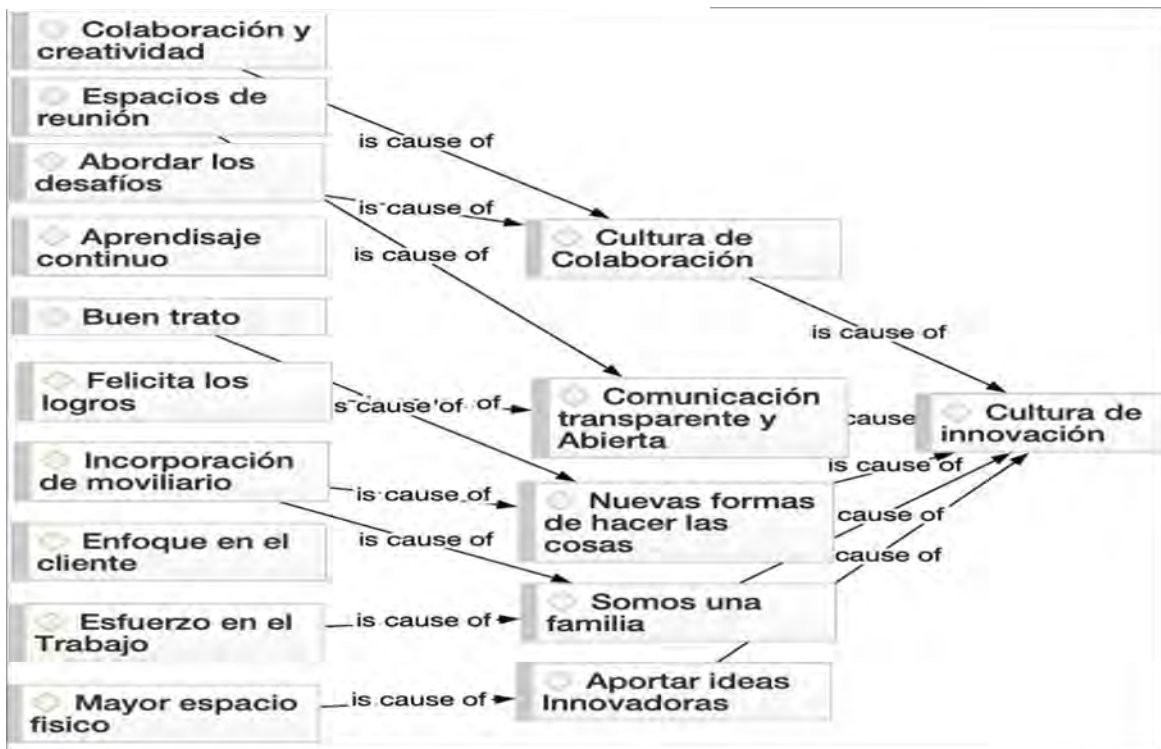 Colaboración y
creatividad
Espacios de
reunión
Abordar los
desafíos
Aprendisaje
continuo
Buen trato
Felicita los
logros
Incorporación
de moviliario
Enfoque en el
cliente
Esfuerzo en el
Trabajo
Mayor espacio
fisico
is cause of
is cause of
is cause of
s cause of of
is cause of
is cause of
is cause of
is cause of
Cultura de
Colaboración
Comunicación
transparente y
Abierta
Nuevas formas
de hacer las
cosas
Somos una
familia
Aportar ideas
Innovadoras
is cause of
cause
is cause of
cause of
cause of
Cultura de
innovación